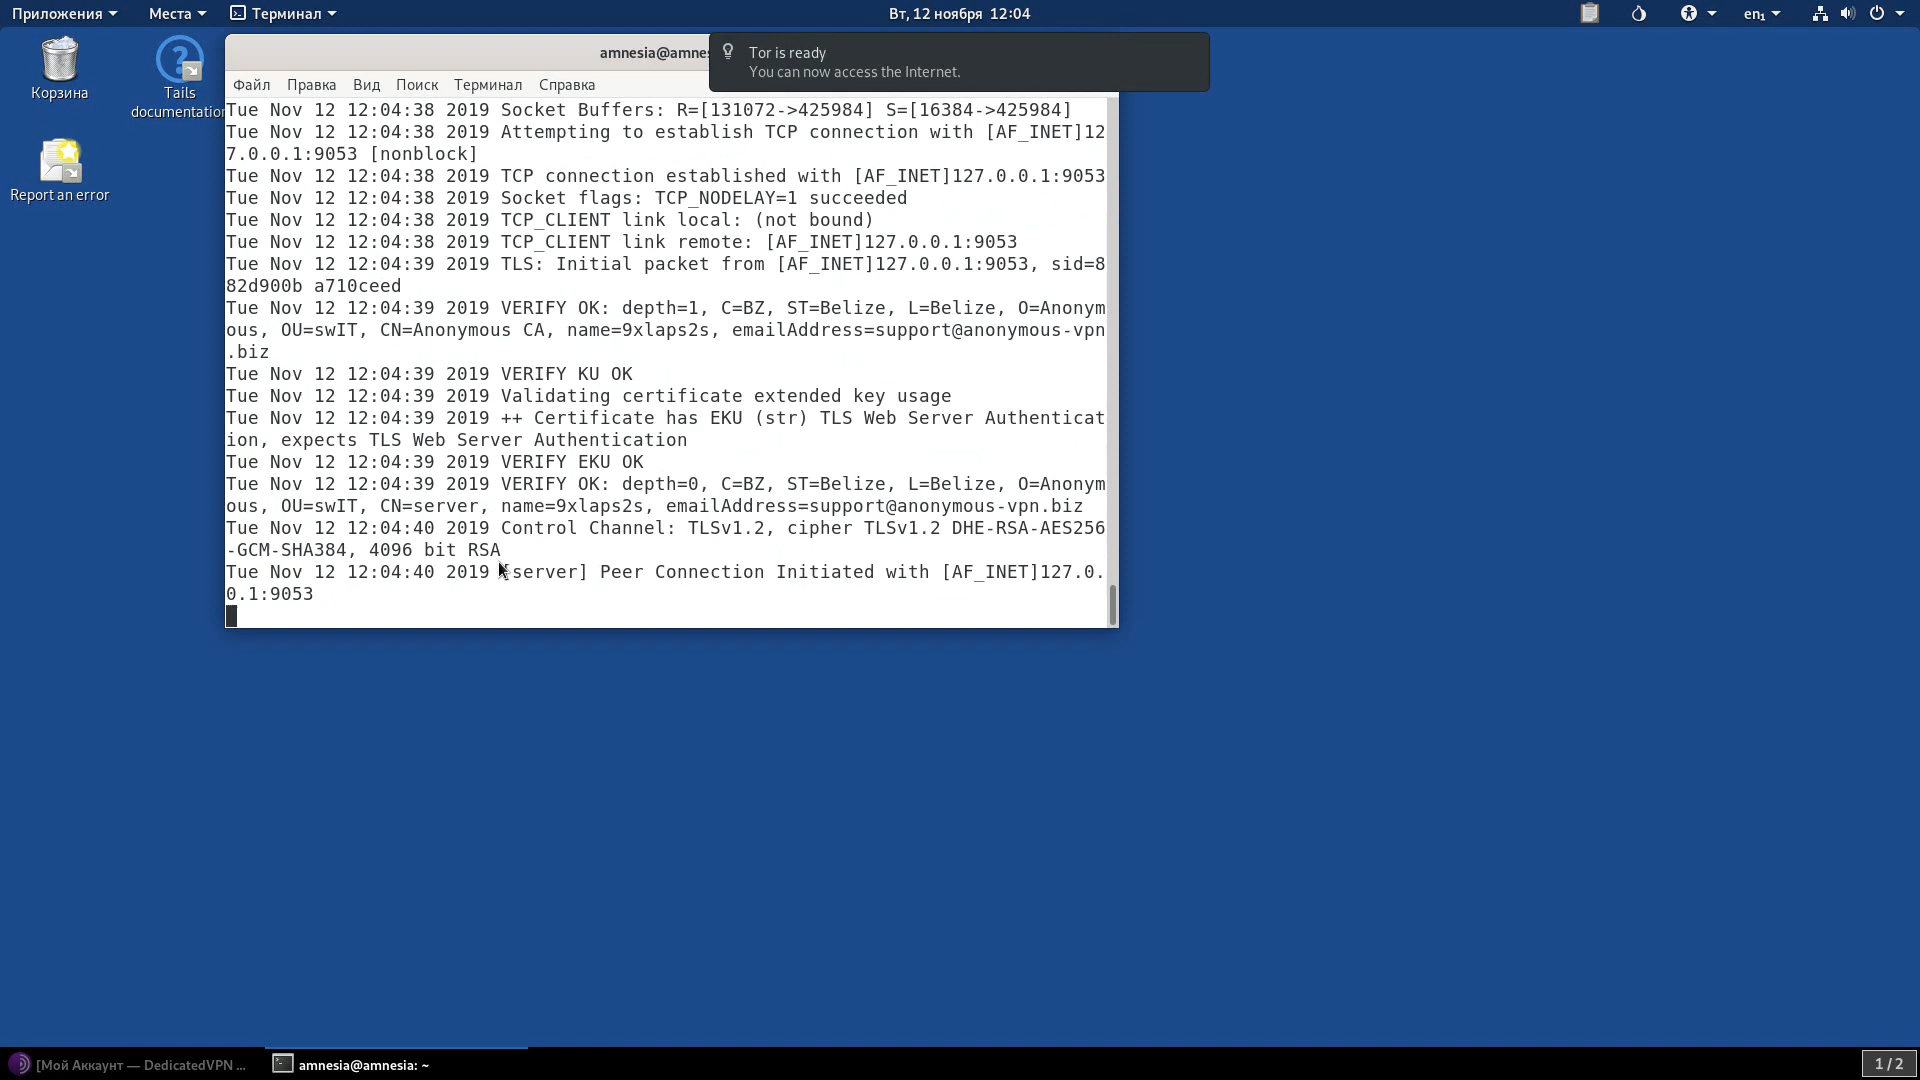 Приложения Места Терминал Вт, 12 ноября 12:04 en₁
Корзина
Tails
documentation
Report an error
amnesia@amnes
Tor is ready
You can now access the Internet.
Файл Правка Вид Поиск Терминал Справка
Tue Nov 12 12:04:38 2019 Socket Buffers: R=[131072->425984] S=[16384->425984]
Tue Nov 12 12:04:38 2019 Attempting to establish TCP connection with [AF_INET]12
7.0.0.1:9053 [nonblock]
Tue Nov 12 12:04:38 2019 TCP connection established with [AF_INET]127.0.0.1:9053
Tue Nov 12 12:04:38 2019 Socket flags: TCP_NODELAY=1 succeeded
Tue Nov 12 12:04:38 2019 TCP_CLIENT link local: (not bound)
Tue Nov 12 12:04:38 2019 TCP_CLIENT link remote: [AF_INET]127.0.0.1:9053
Tue Nov 12 12:04:39 2019 TLS: Initial packet from [AF_INET]127.0.0.1:9053, sid=8
82d900b a710ceed
Tue Nov 12 12:04:39 2019 VERIFY OK: depth=1, C=BZ, ST=Belize, L=Belize, O=Anonym
ous, OU=swIT, CN=Anonymous CA, name=9xlaps2s, emailAddress=support@anonymous-vpn
.biz
Tue Nov 12 12:04:39 2019 VERIFY KU OK
Tue Nov 12 12:04:39 2019 Validating certificate extended key usage
Tue Nov 12 12:04:39 2019 ++ Certificate has EKU (str) TLS Web Server Authenticat
ion, expects TLS Web Server Authentication
Tue Nov 12 12:04:39 2019 VERIFY EKU OK
Tue Nov 12 12:04:39 2019 VERIFY OK: depth=0, C=BZ, ST=Belize, L=Belize, O=Anonym
ous, OU=swIT, CN=server, name=9xlaps2s, emailAddress=support@anonymous-vpn.biz
Tue Nov 12 12:04:40 2019 Control Channel: TLSv1.2, cipher TLSv1.2 DHE-RSA-AES256
-GCM-SHA384, 4096 bit RSA
Tue Nov 12 12:04:40 2019 [server] Peer Connection Initiated with [AF_INET]127.0.
0.1:9053
[Мой Аккаунт — DedicatedVPN ...
amnesia@amnesia: ~
1 / 2